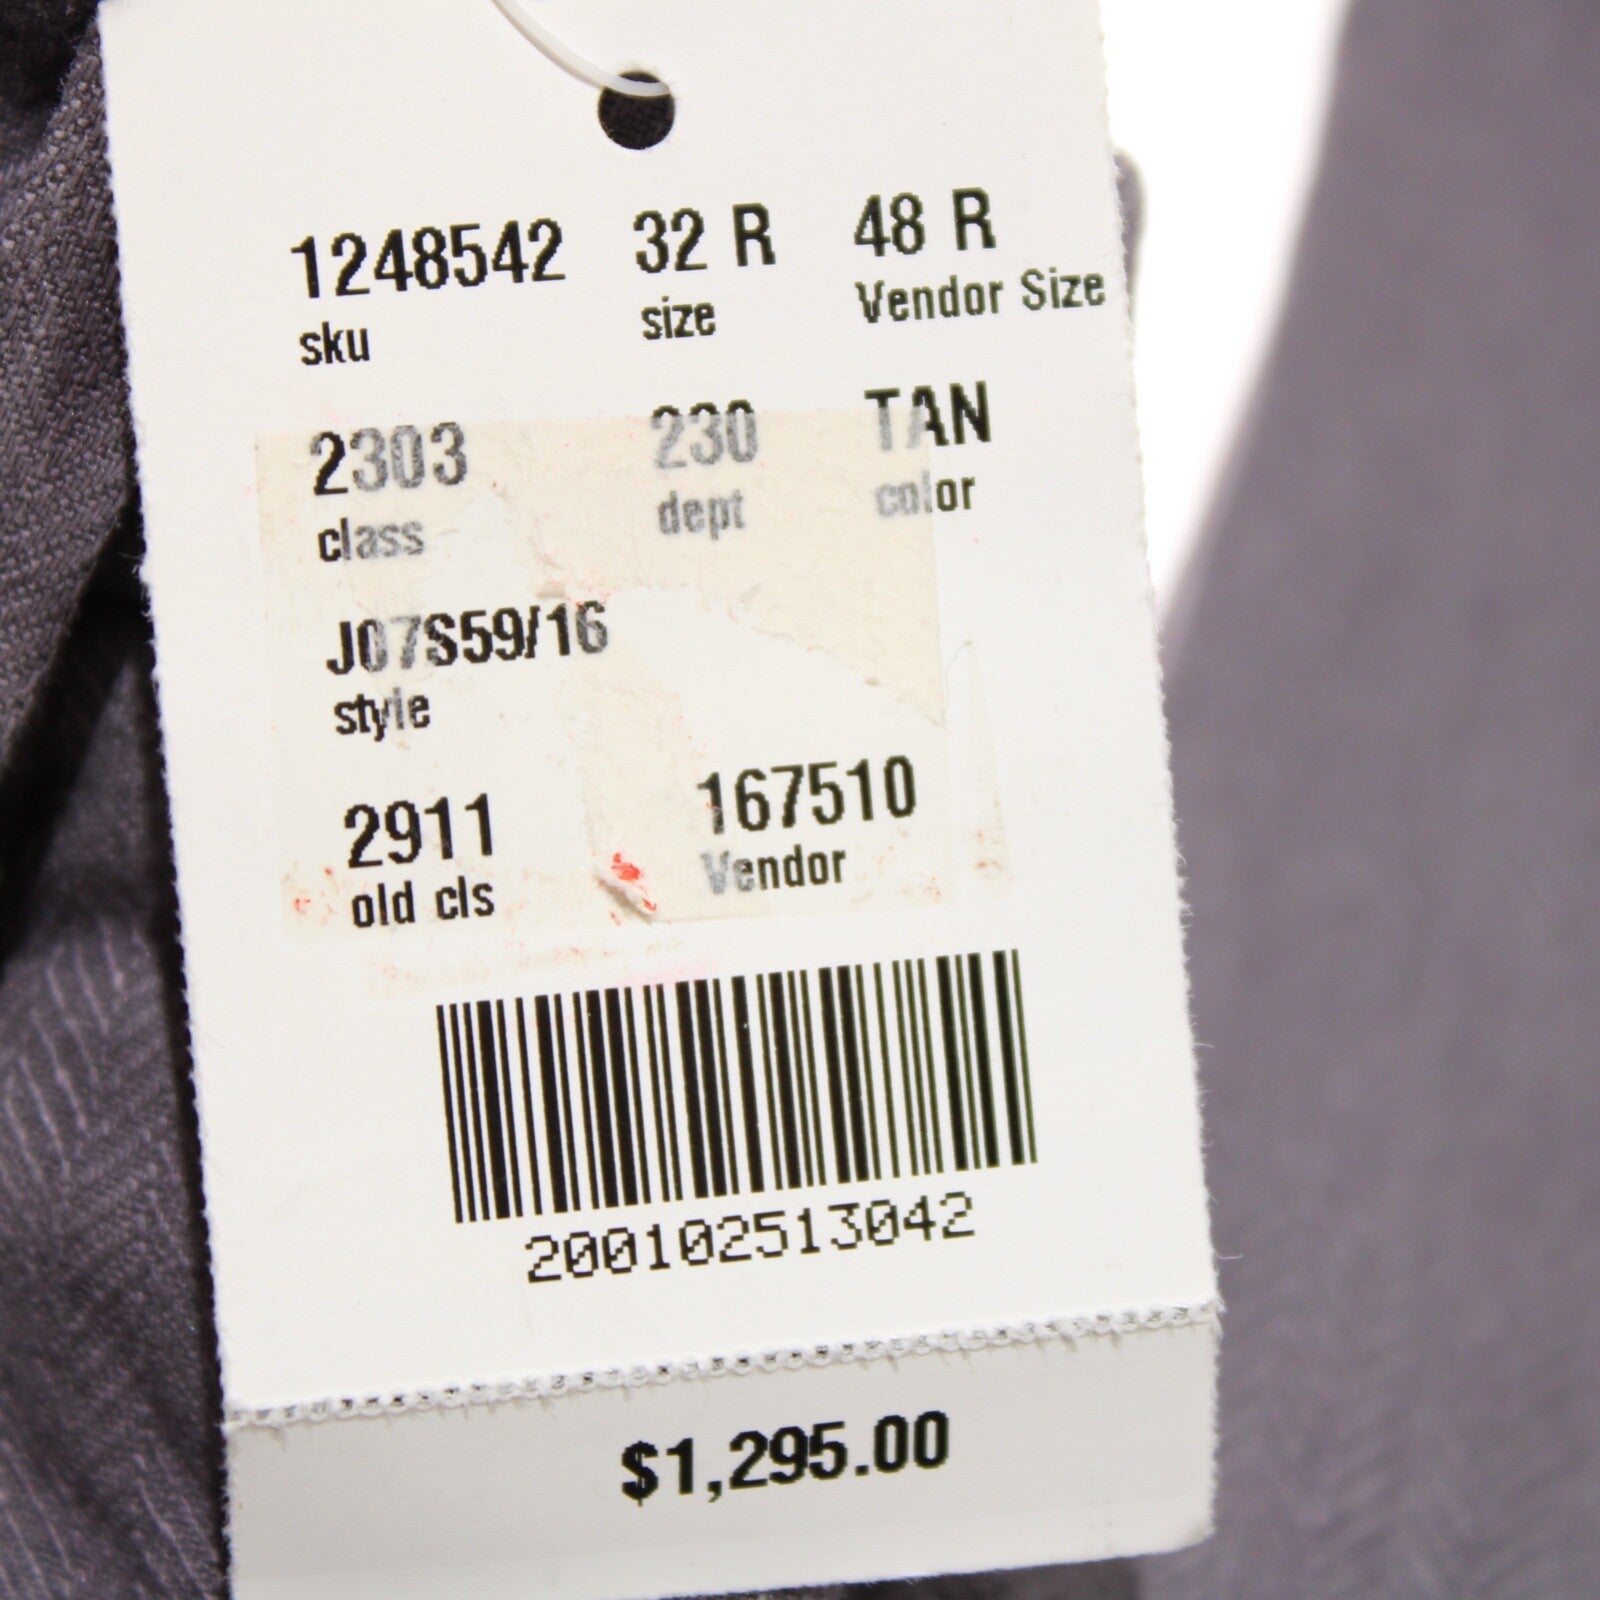 1248542 32 R 48 R
sku size Vendor Size
2303 230 TAN
class dept color
J07S59/16
style
2911 167510
old cls Vendor
200102513042
$1,295.00